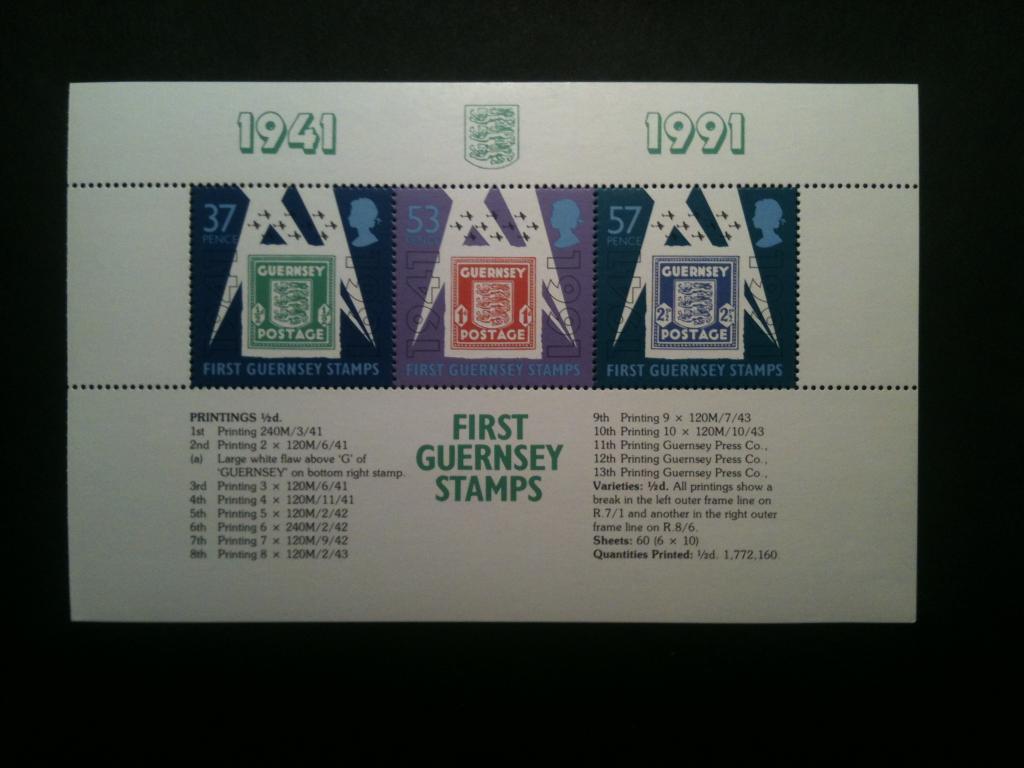 1941
1991
37
PENCE
GUERNSEY
½ ½
POSTAGE
FIRST GUERNSEY STAMPS
53
PENCE
1941
1991
GUERNSEY
1D 1D
POSTAGE
FIRST GUERNSEY STAMPS
57
PENCE
GUERNSEY
2½ 2½
POSTAGE
FIRST GUERNSEY STAMPS
PRINTINGS ½d.
1st Printing 240M/3/41
2nd Printing 2 × 120M/6/41
(a) Large white flaw above 'G' of
'GUERNSEY' on bottom right stamp.
3rd Printing 3 × 120M/6/41
4th Printing 4 × 120M/11/41
5th Printing 5 × 120M/2/42
6th Printing 6 × 240M/2/42
7th Printing 7 × 120M/9/42
8th Printing 8 × 120M/2/43
FIRST
GUERNSEY
STAMPS
9th Printing 9 × 120M/7/43
10th Printing 10 × 120M/10/43
11th Printing Guernsey Press Co.,
12th Printing Guernsey Press Co.,
13th Printing Guernsey Press Co.,
Varieties: ½d. All printings show a
break in the left outer frame line on
R.7/1 and another in the right outer
frame line on R.8/6.
Sheets: 60 (6 × 10)
Quantities Printed: ½d. 1,772,160